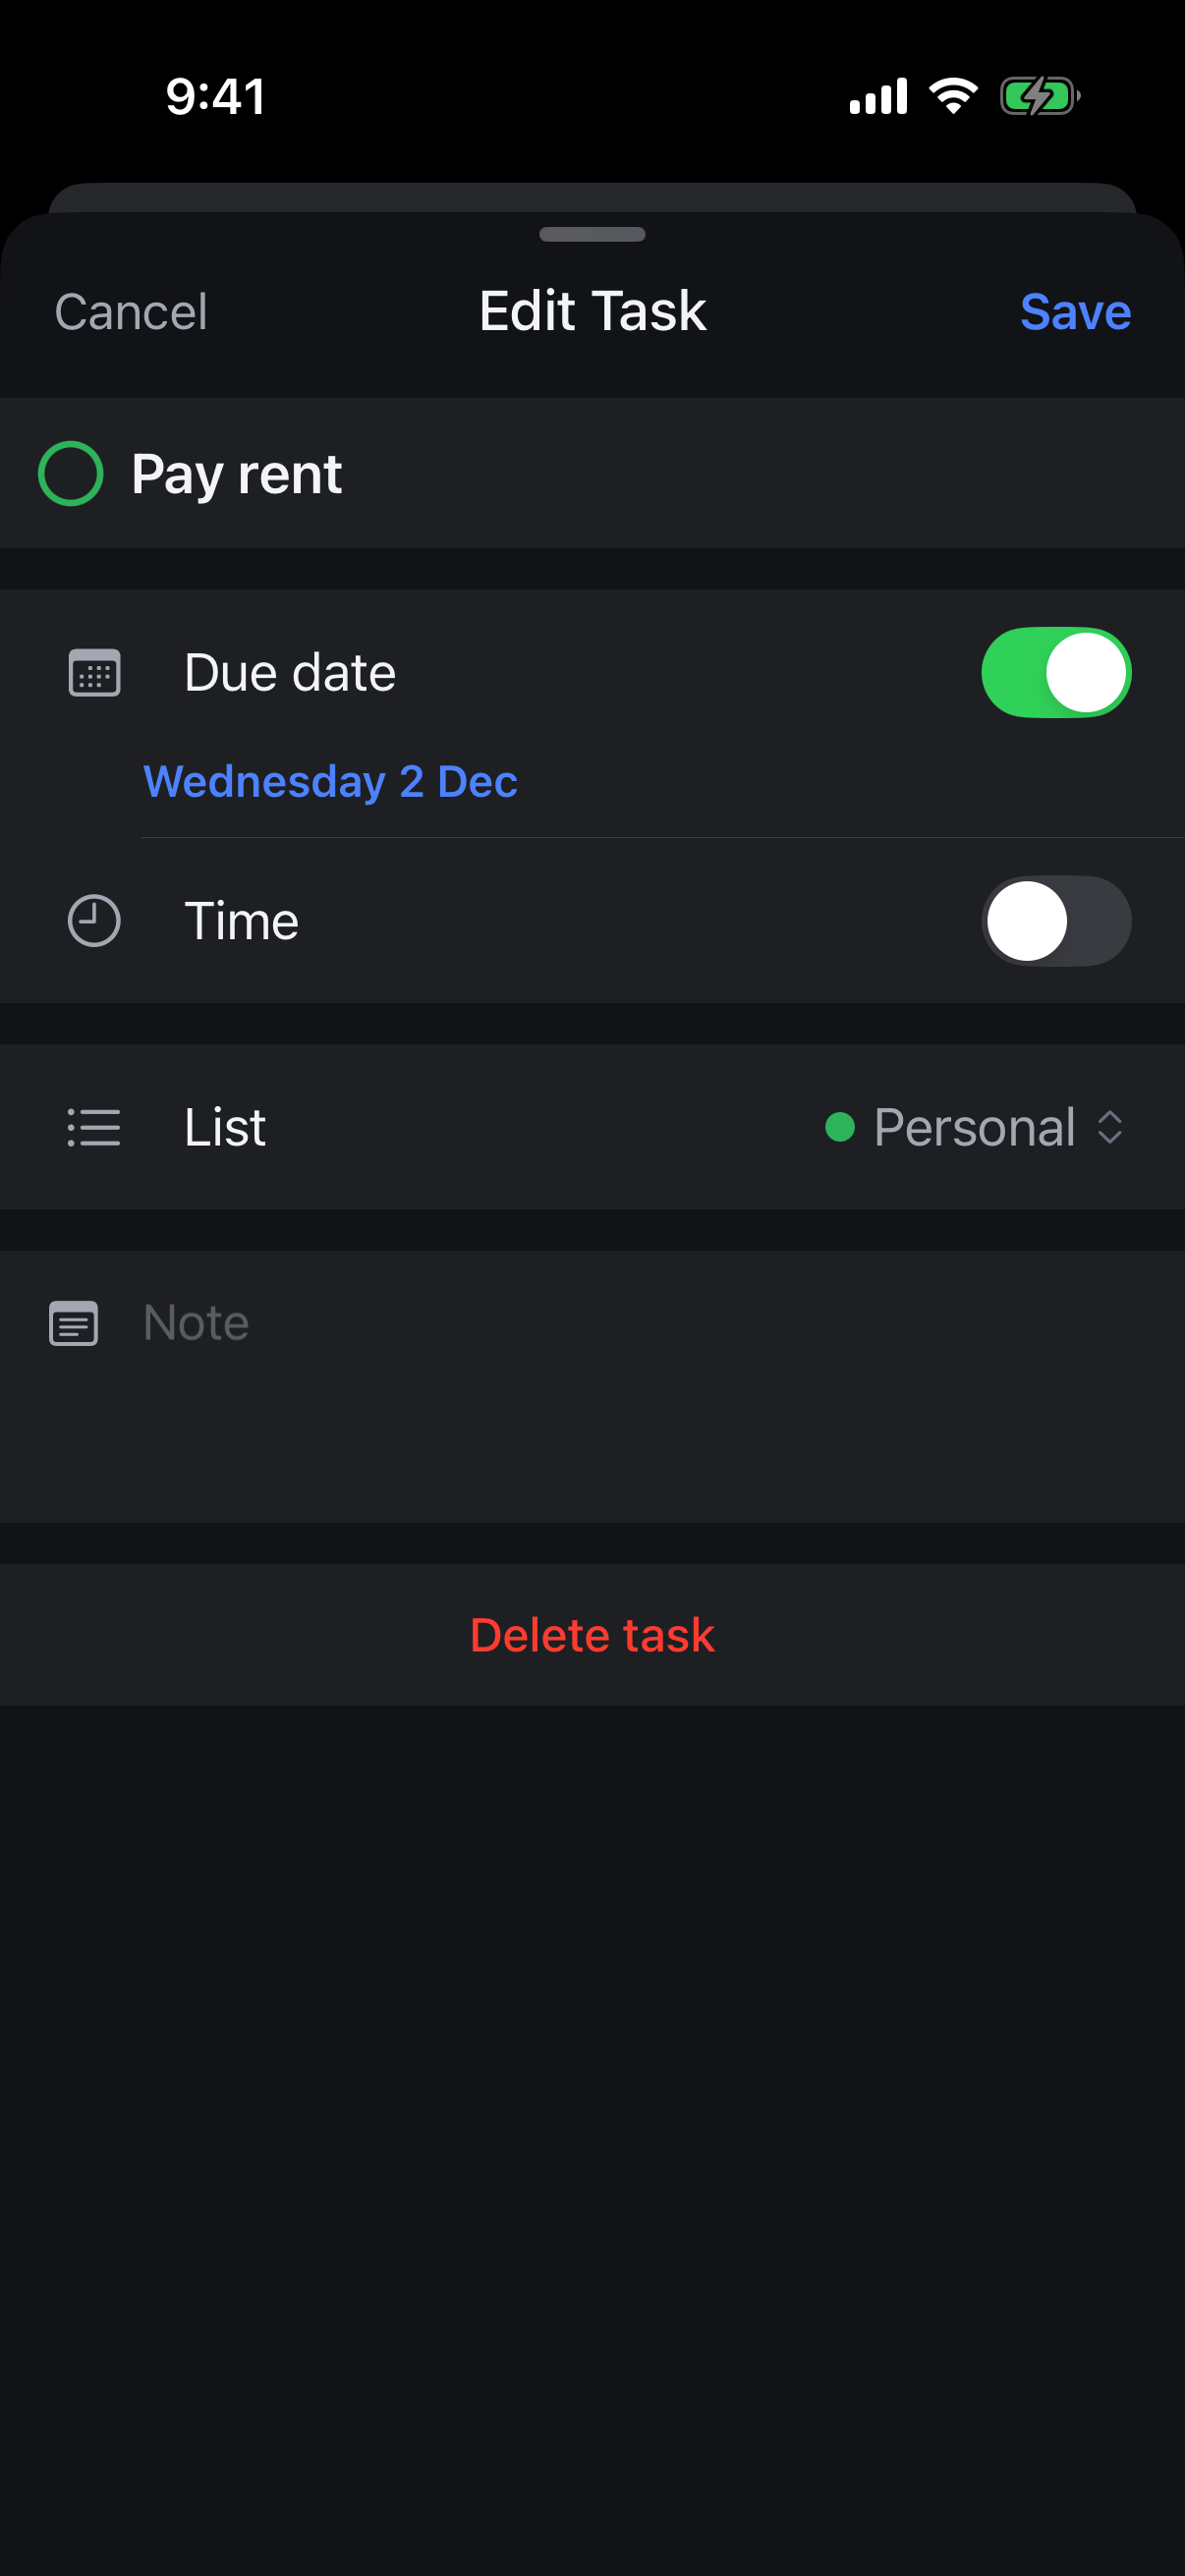 9:41
Cancel Edit Task Save
Pay rent
Due date
Wednesday 2 Dec
Time
List Personal
Note
Delete task